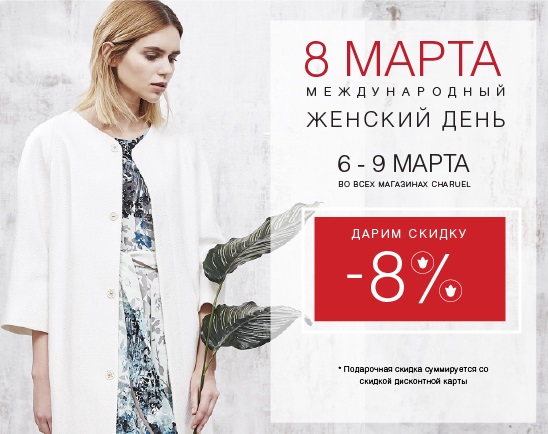 8 МАРТА
МЕЖДУНАРОДНЫЙ
ЖЕНСКИЙ ДЕНЬ
6 - 9 МАРТА
ВО ВСЕХ МАГАЗИНАХ CHARUEL
ДАРИМ СКИДКУ
-8%
* Подарочная скидка суммируется со
скидкой дисконтной карты